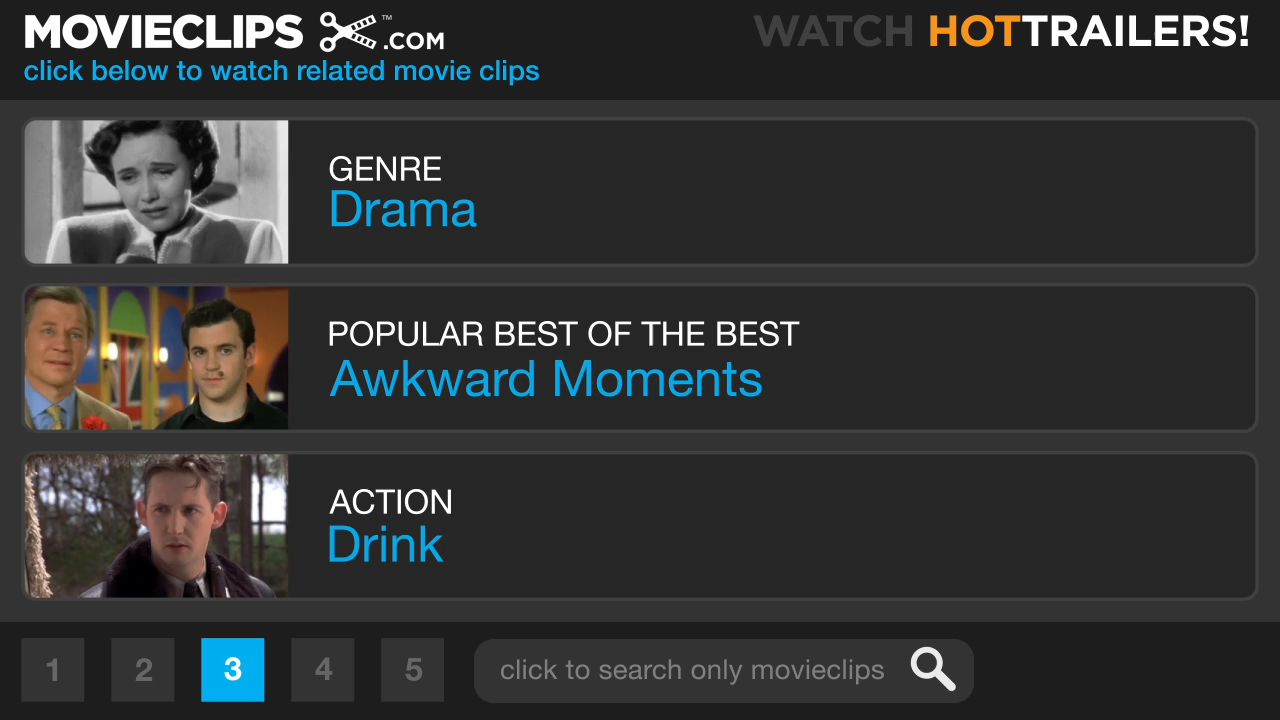 MOVIECLIPS ™ .COM
WATCH HOTTRAILERS!
click below to watch related movie clips
GENRE
Drama
POPULAR BEST OF THE BEST
Awkward Moments
ACTION
Drink
1 2 3 4 5
click to search only movieclips